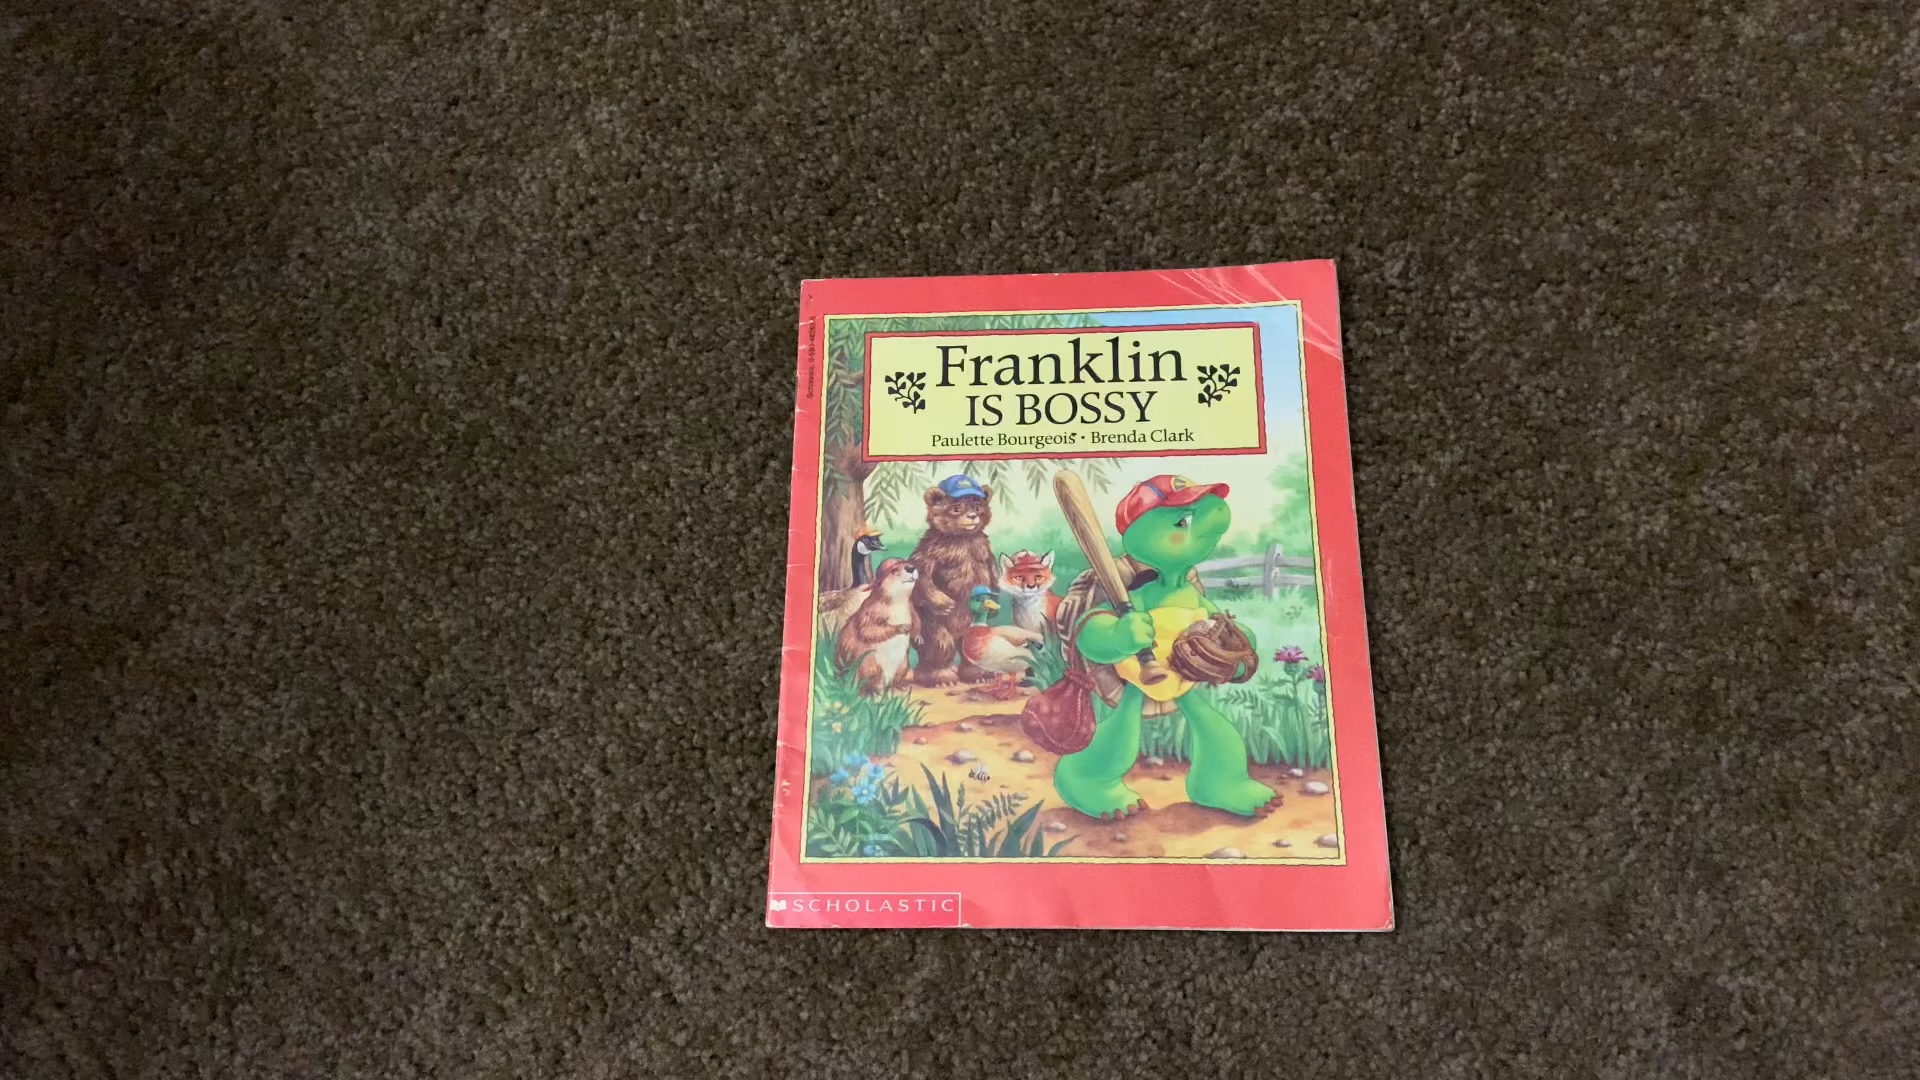 Franklin
IS BOSSY
Paulette Bourgeois • Brenda Clark
SCHOLASTIC